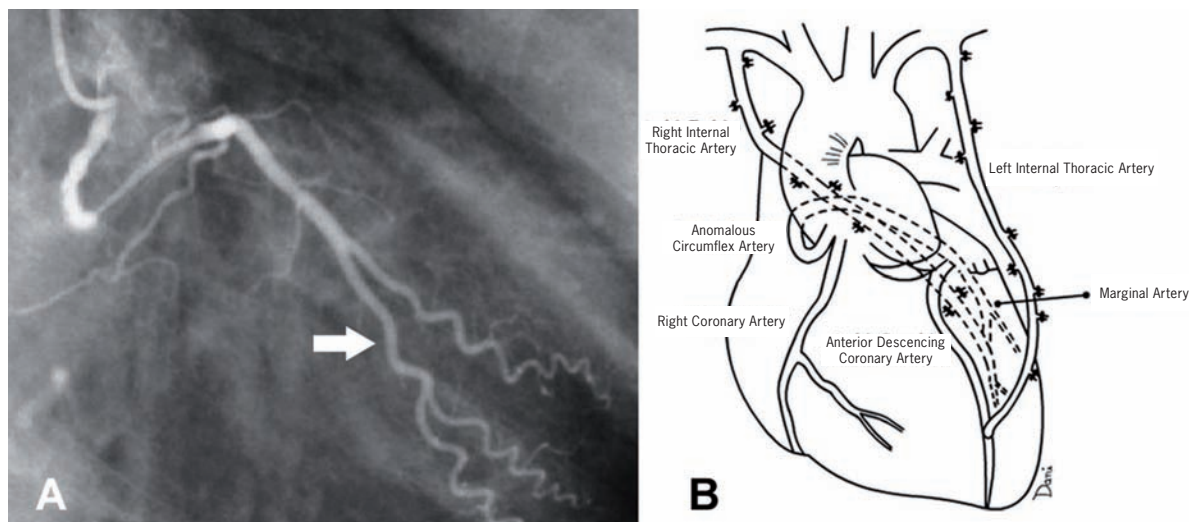 Right Internal
Thoracic Artery
Left Internal Thoracic Artery
Anomalous
Circumflex Artery
Marginal Artery
Right Coronary Artery
Anterior Descencing
Coronary Artery
A
B
Dani